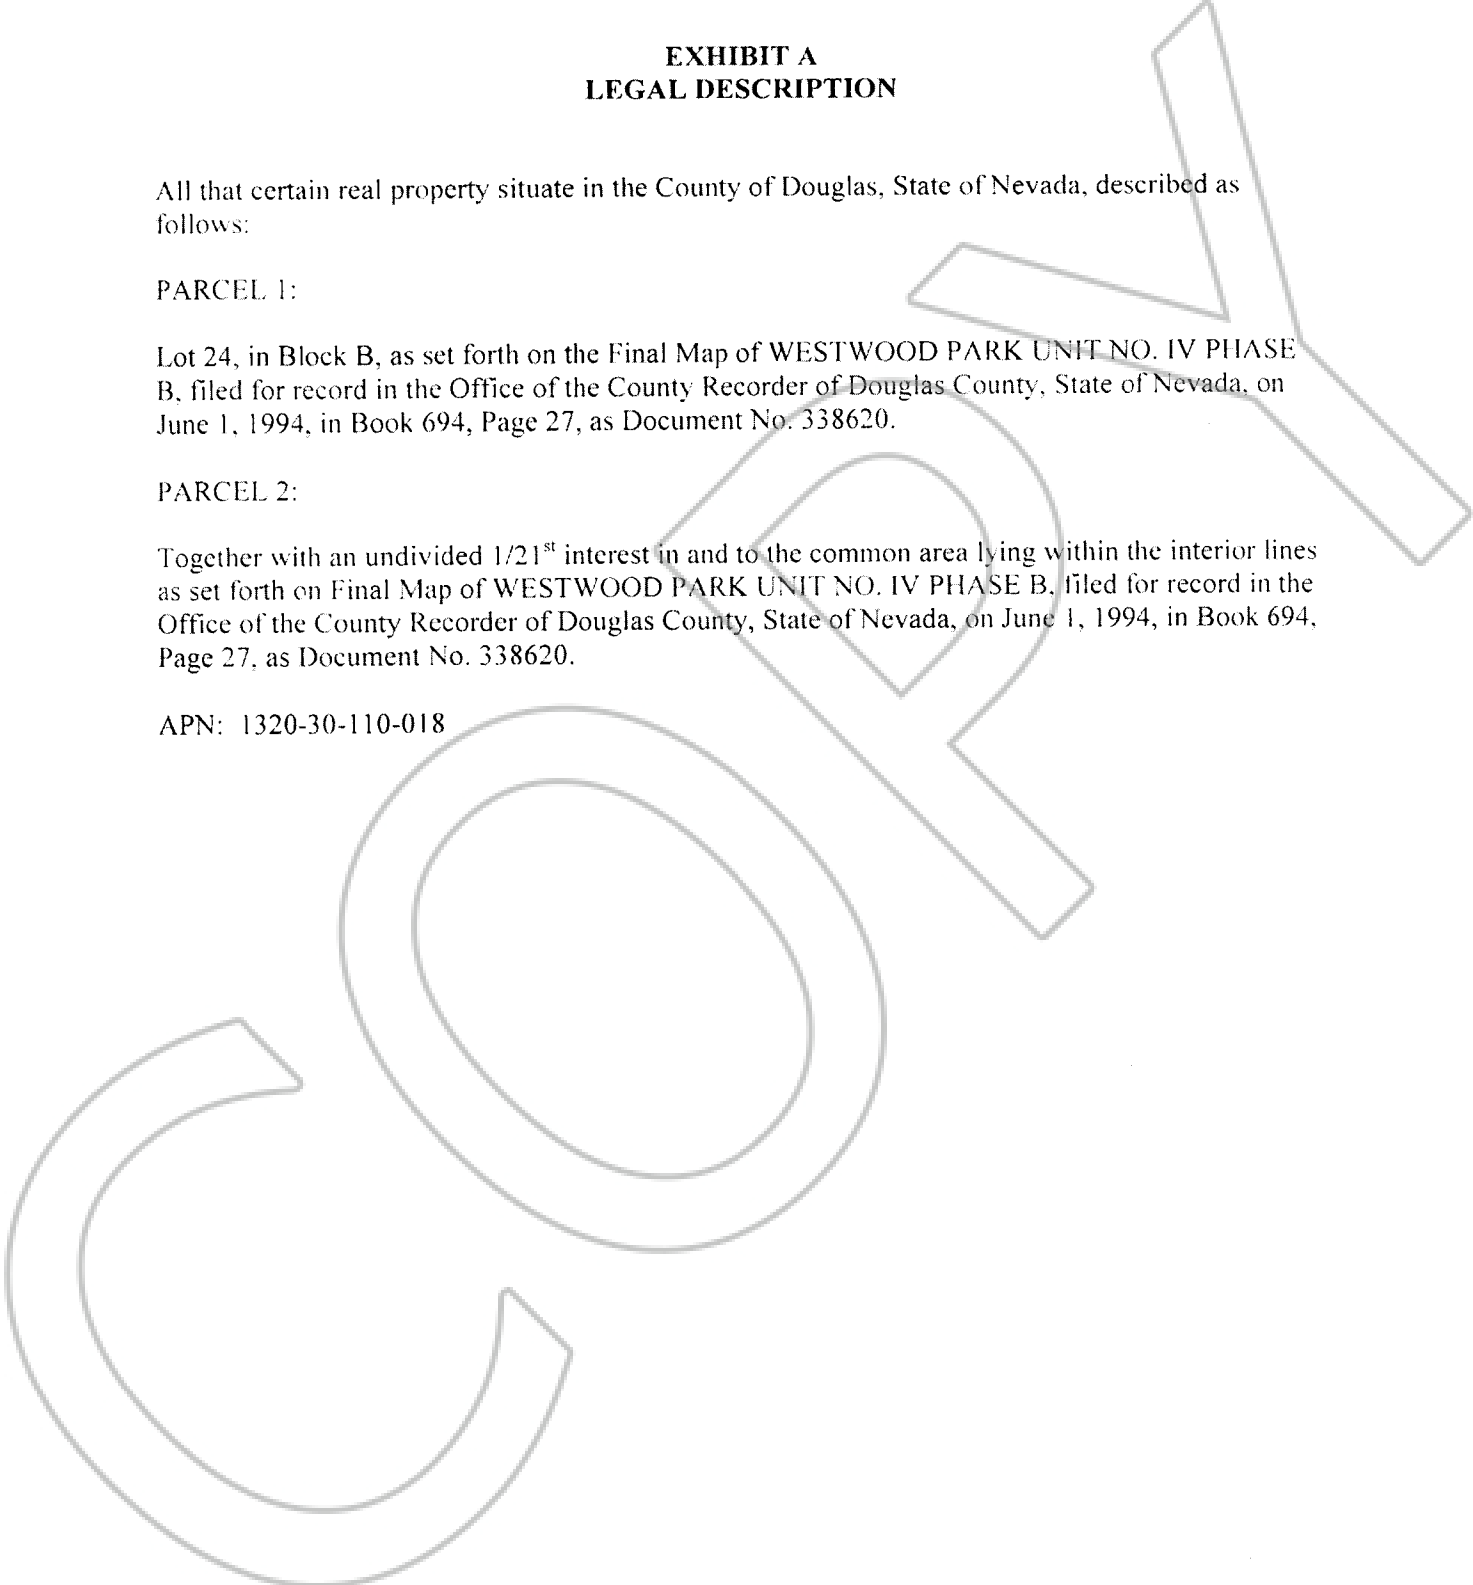 EXHIBIT A
LEGAL DESCRIPTION
All that certain real property situate in the County of Douglas, State of Nevada, described as
follows:
PARCEL 1:
Lot 24, in Block B, as set forth on the Final Map of WESTWOOD PARK UNIT NO. IV PHASE
B, filed for record in the Office of the County Recorder of Douglas County, State of Nevada, on
June 1, 1994, in Book 694, Page 27, as Document No. 338620.
PARCEL 2:
Together with an undivided 1/21st interest in and to the common area lying within the interior lines
as set forth on Final Map of WESTWOOD PARK UNIT NO. IV PHASE B, filed for record in the
Office of the County Recorder of Douglas County, State of Nevada, on June 1, 1994, in Book 694,
Page 27, as Document No. 338620.
APN: 1320-30-110-018
COPY